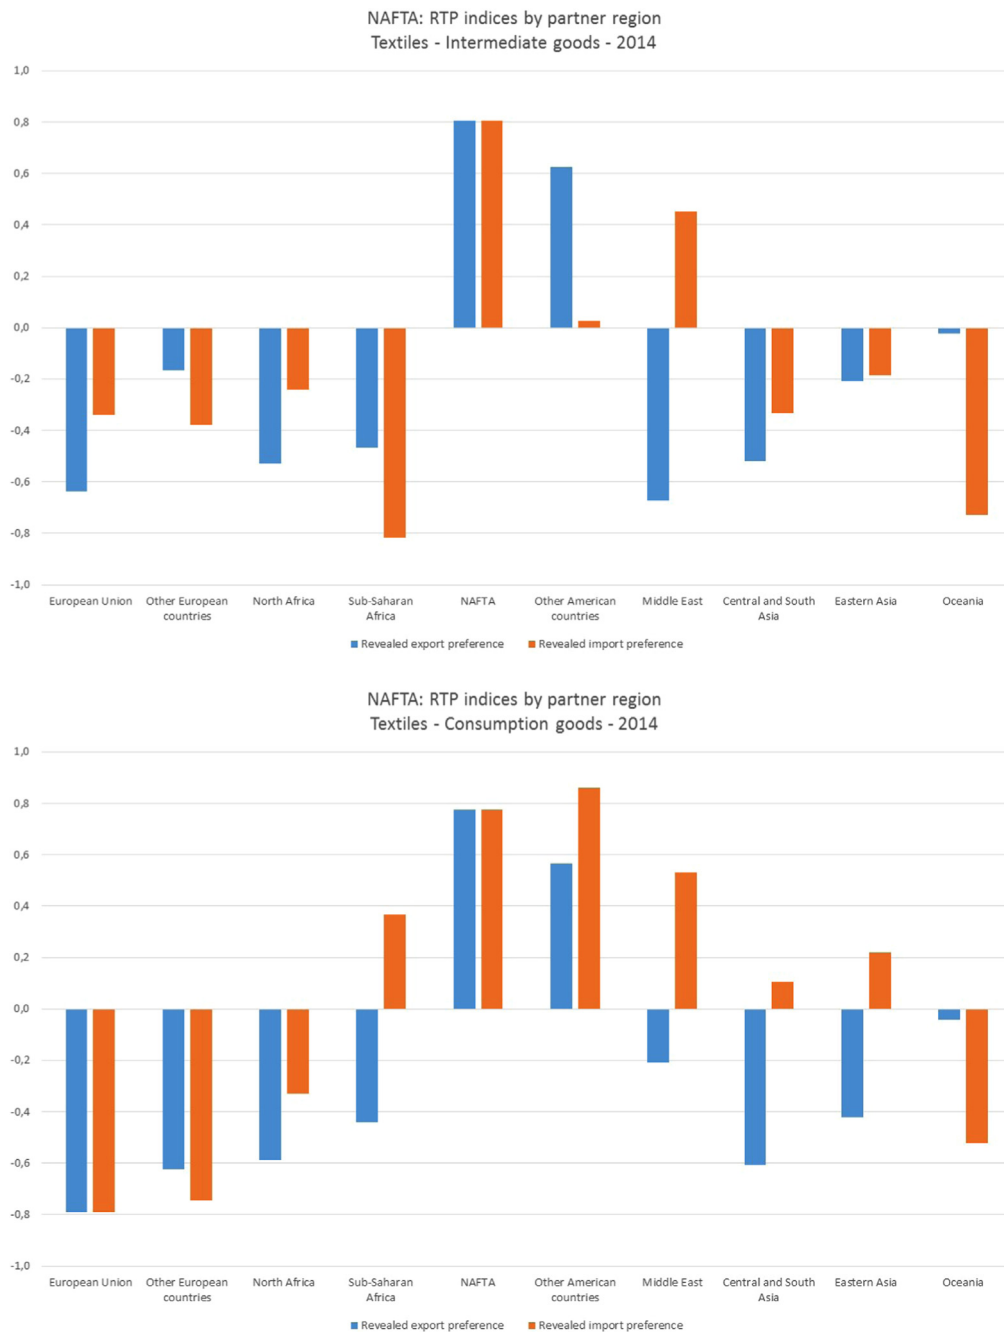 NAFTA: RTP indices by partner region
Textiles - Intermediate goods - 2014
1,0
0,8
0,6
0,4
0,2
0,0
-0,2
-0,4
-0,6
-0,8
-1,0
European Union
Other European
countries
North Africa
Sub-Saharan
Africa
NAFTA
Other American
countries
Middle East
Central and South
Asia
Eastern Asia
Oceania
Revealed export preference
Revealed import preference
NAFTA: RTP indices by partner region
Textiles - Consumption goods - 2014
1,0
0,8
0,6
0,4
0,2
0,0
-0,2
-0,4
-0,6
-0,8
-1,0
European Union
Other European
countries
North Africa
Sub-Saharan
Africa
NAFTA
Other American
countries
Middle East
Central and South
Asia
Eastern Asia
Oceania
Revealed export preference
Revealed import preference